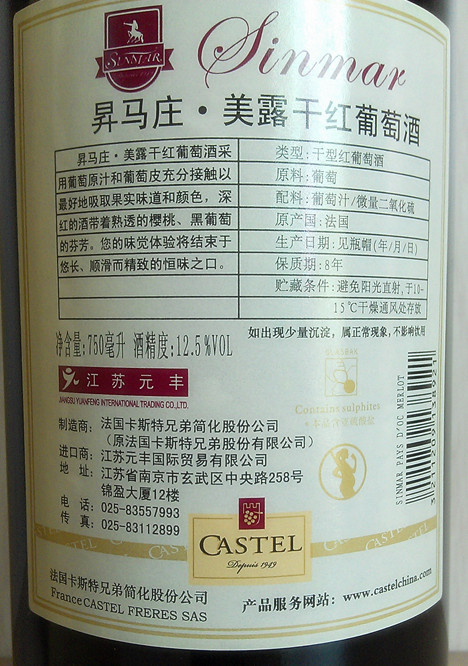 SINMAR
Sinmar
昇马庄·美露干红葡萄酒
昇马庄·美露干红葡萄酒采
用葡萄原汁和葡萄皮充分接触以
最好地吸取果实味道和颜色，深
红的酒带着熟透的樱桃、黑葡萄
的芬芳。您的味觉体验将结束于
悠长、顺滑而精致的恒味之口。
类型:干型红葡萄酒
原料:葡萄
配料:葡萄汁/微量二氧化硫
原产国:法国
生产日期:见瓶帽(年/月/日)
保质期:8年
贮藏条件:避免阳光直射,于10-
15℃干燥通风处存放
如出现少量沉淀，属正常现象,不影响饮用
净含量:750毫升 酒精度:12.5%VOL
江苏元丰
JIANGSU YUANFENG INTERNATIONAL TRADING CO.,LTD.
Contains sulphites
制造商：法国卡斯特兄弟简化股份公司
（原法国卡斯特兄弟股份有限公司）
进口商：江苏元丰国际贸易有限公司
地 址：江苏省南京市玄武区中央路258号
锦盈大厦12楼
电 话：025-83557993
传 真：025-83112899
SINMAR PAYS D'OC MERLOT
CASTEL
Depuis 1949
法国卡斯特兄弟简化股份公司
France CASTEL FRERES SAS
产品服务网站：www.castelchina.com